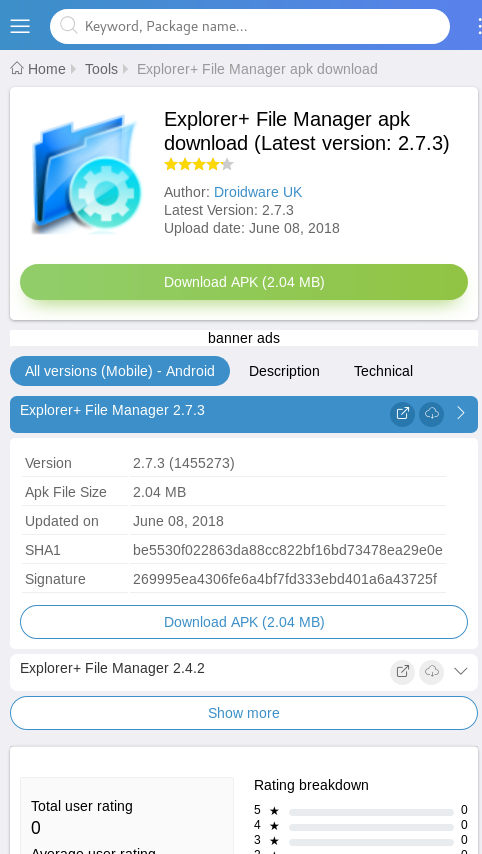 Keyword, Package name...
Home Tools Explorer+ File Manager apk download
Explorer+ File Manager apk
download (Latest version: 2.7.3)
Author: Droidware UK
Latest Version: 2.7.3
Upload date: June 08, 2018
Download APK (2.04 MB)
banner ads
All versions (Mobile) - Android Description Technical
Explorer+ File Manager 2.7.3
Version 2.7.3 (1455273)
Apk File Size 2.04 MB
Updated on June 08, 2018
SHA1 be5530f022863da88cc822bf16bd73478ea29e0e
Signature 269995ea4306fe6a4bf7fd333ebd401a6a43725f
Download APK (2.04 MB)
Explorer+ File Manager 2.4.2
Show more
Rating breakdown
Total user rating
0
5 ★ 0
4 ★ 0
3 ★ 0
Average user rating